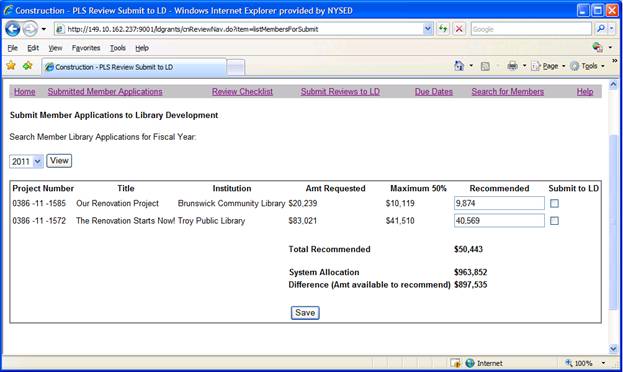 Construction - PLS Review Submit to LD - Windows Internet Explorer provided by NYSED
http://149.10.162.237:9001/ldgrants/cnReviewNav.do?item=listMembersForSubmit
Google
File Edit View Favorites Tools Help
Construction - PLS Review Submit to LD
Page Tools
Home Submitted Member Applications Review Checklist Submit Reviews to LD Due Dates Search for Members Help
Submit Member Applications to Library Development
Search Member Library Applications for Fiscal Year:
2011 View
Project Number Title Institution Amt Requested Maximum 50% Recommended Submit to LD
0386 -11 -1585 Our Renovation Project Brunswick Community Library $20,239 $10,119 9,874
0386 -11 -1572 The Renovation Starts Now! Troy Public Library $83,021 $41,510 40,569
Total Recommended $50,443
System Allocation $963,852
Difference (Amt available to recommend) $897,535
Save
Internet 100%